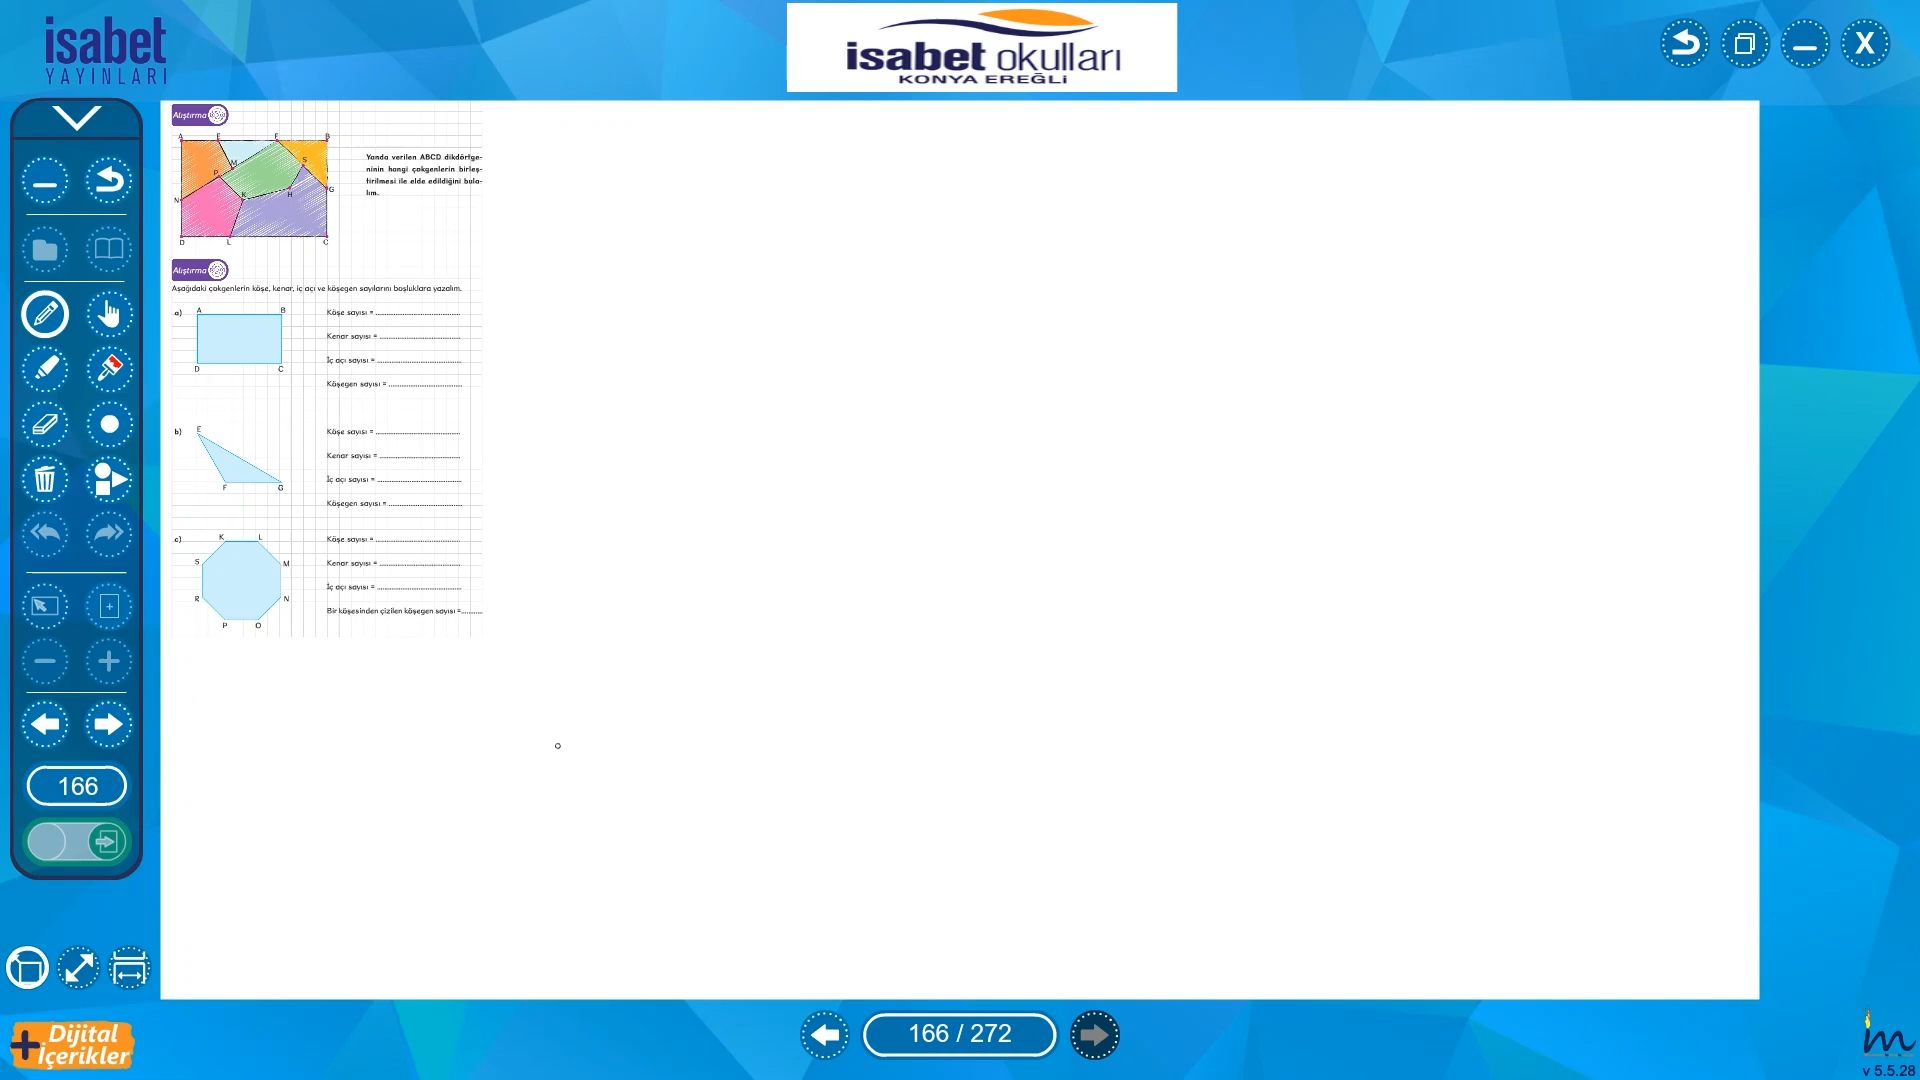 isabet
YAYINLARI
isabet okulları
KONYA EREĞLİ
X
Alıştırma
A E F B
M S
P
K H G
N
D L C
Yanda verilen ABCD dikdörtge-
ninin hangi çokgenlerin birleş-
tirilmesi ile elde edildiğini bula-
lım.
Alıştırma
Aşağıdaki çokgenlerin köşe, kenar, iç açı ve köşegen sayılarını boşluklara yazalım.
a) A B
D C
Köşe sayısı = ....................
Kenar sayısı = ....................
İç açı sayısı = ....................
Köşegen sayısı = ....................
b) E
F G
Köşe sayısı = ....................
Kenar sayısı = ....................
İç açı sayısı = ....................
Köşegen sayısı = ....................
c) K L
S M
R N
P O
Köşe sayısı = ....................
Kenar sayısı = ....................
İç açı sayısı = ....................
Bir köşesinden çizilen köşegen sayısı =..........
166
+Dijital
İçerikler
166 / 272
im
v 5.5.28